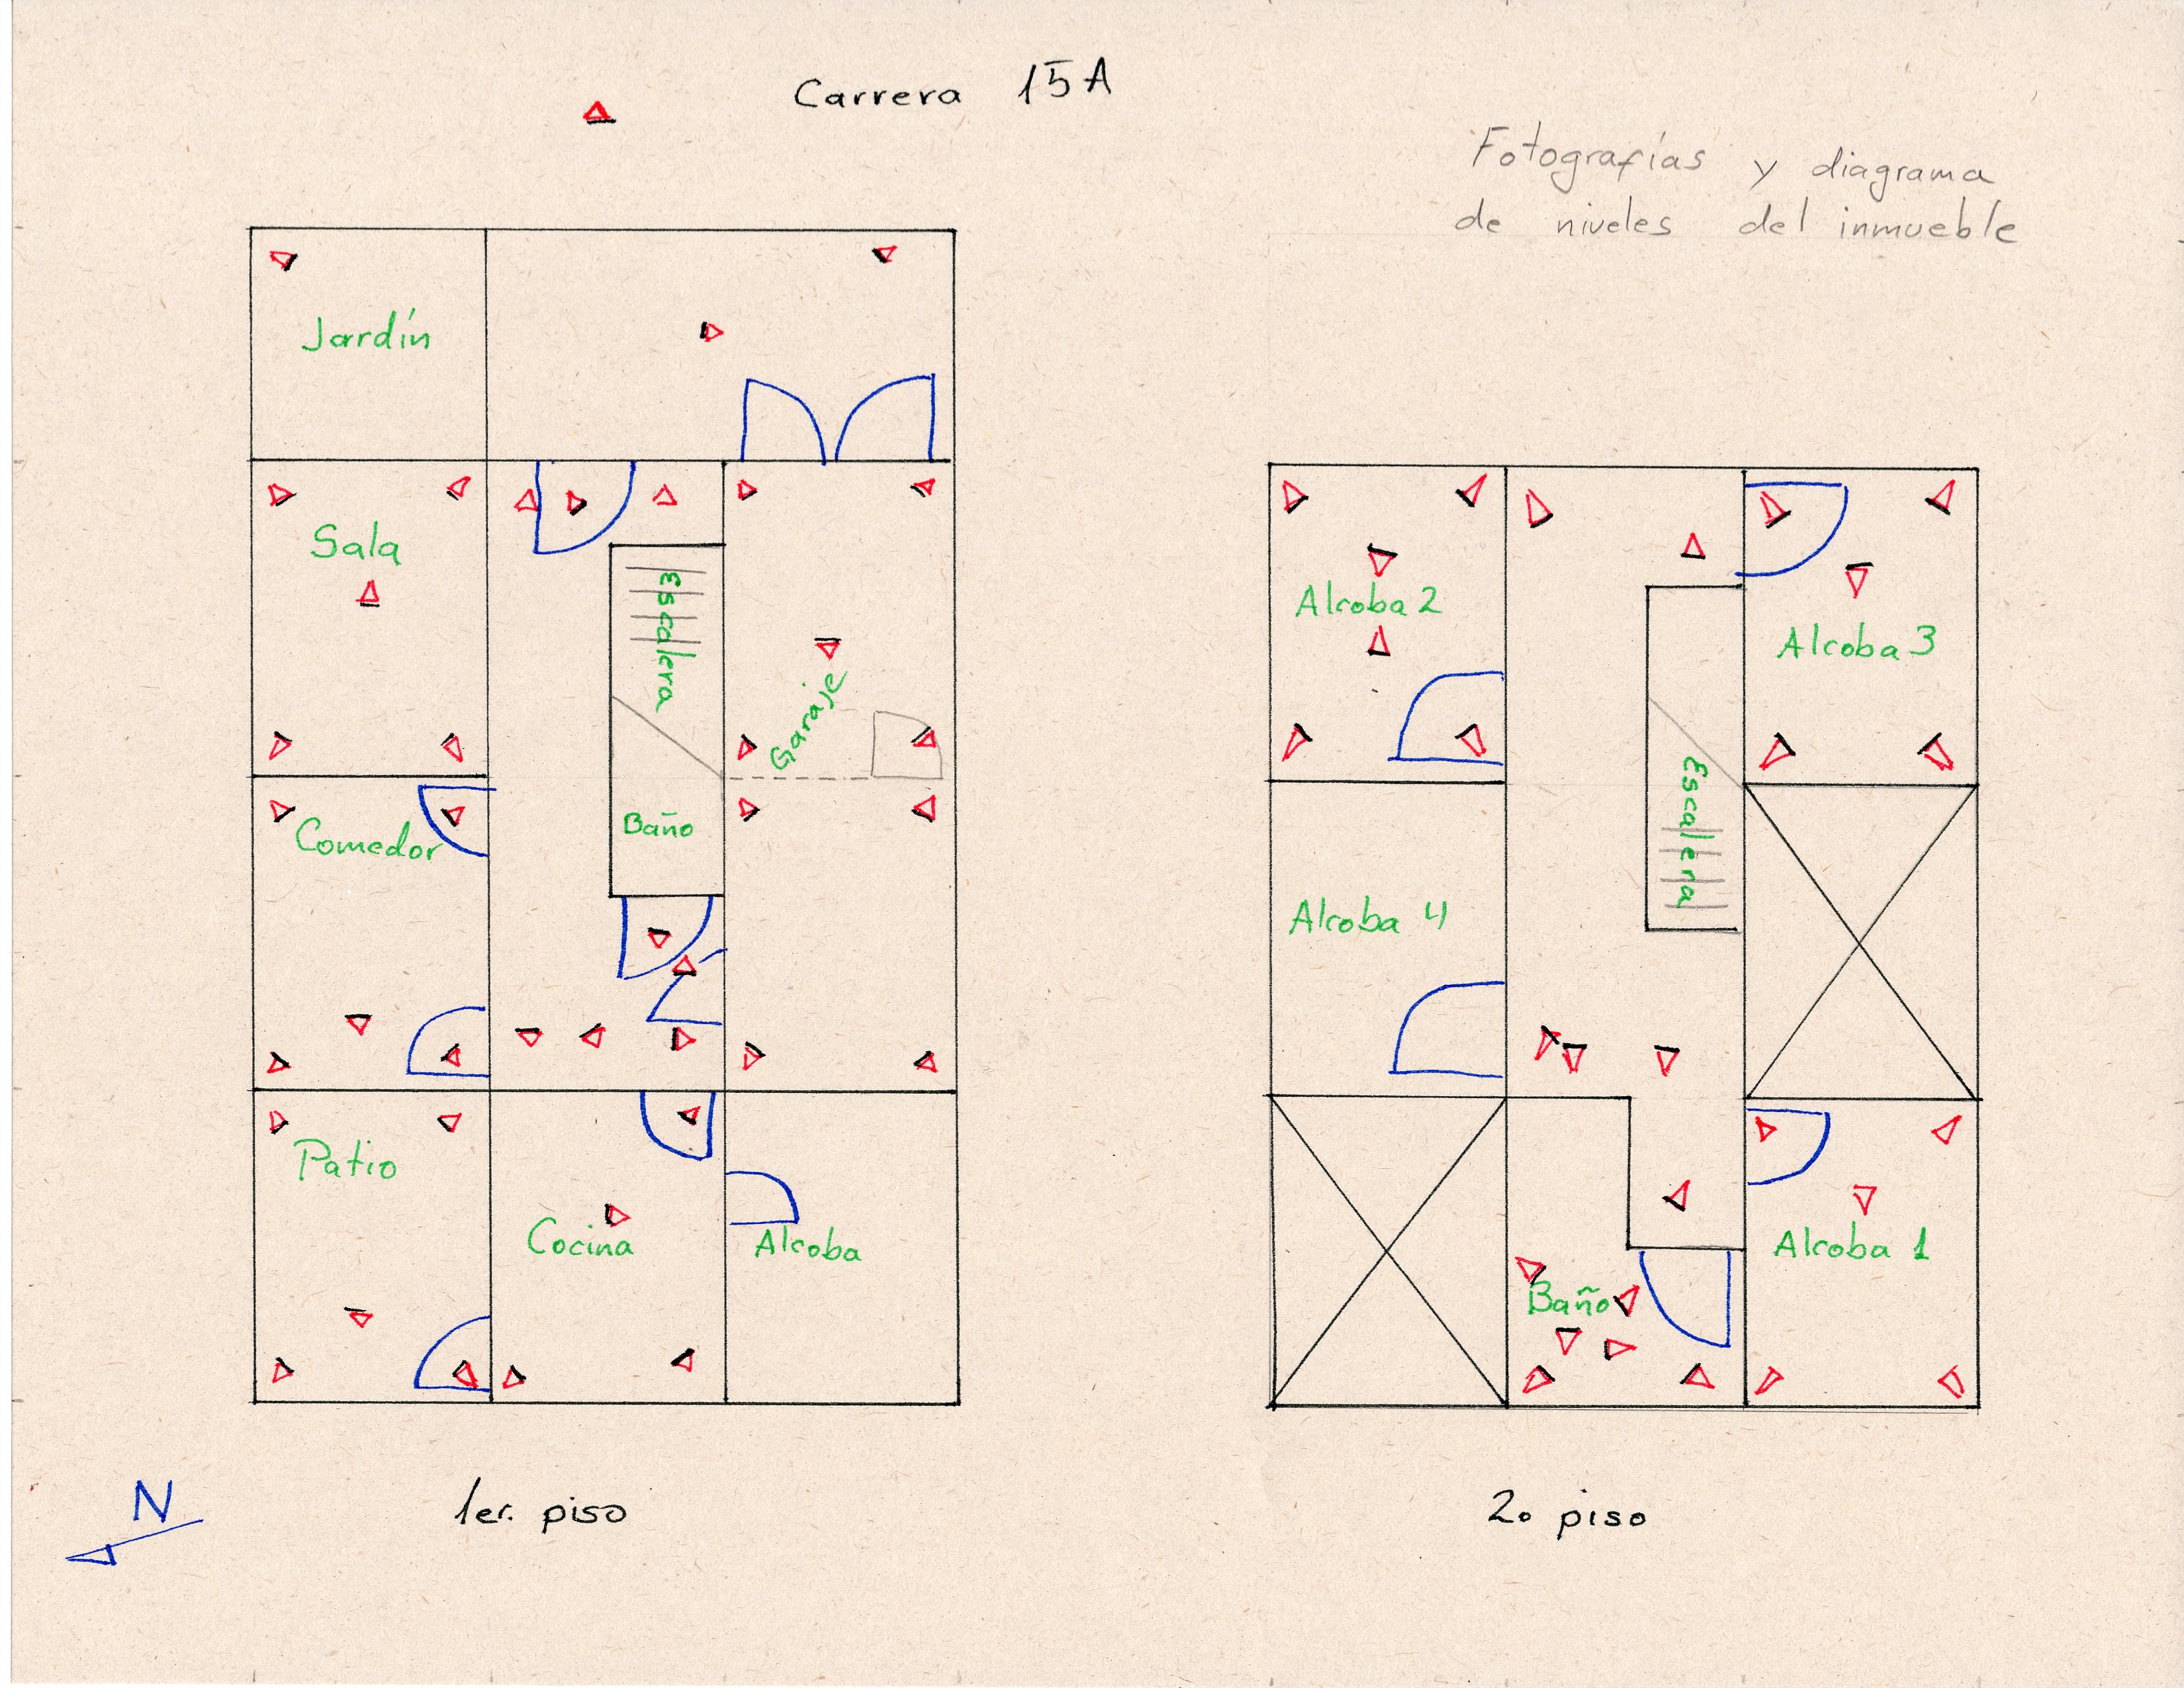 Carrera 15A
Fotografías y diagrama
de niveles del inmueble
Jardín
Sala
Escalera
Garaje
Baño
Comedor
Patio
Cocina
Alcoba
1er. piso
N
Alcoba 2
Alcoba 3
Escalera
Alcoba 4
Alcoba 1
Baño
2o piso